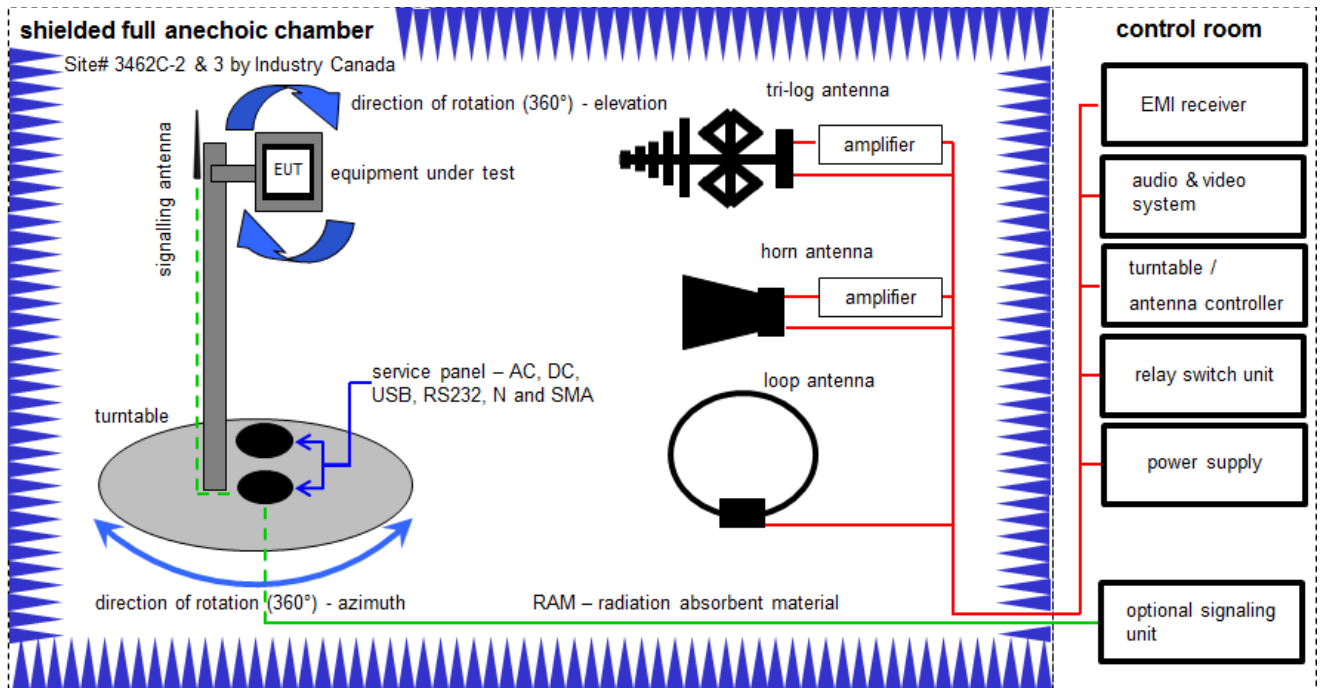 shielded full anechoic chamber
Site# 3462C-2 & 3 by Industry Canada
direction of rotation (360°) - elevation
signalling antenna
EUT
equipment under test
tri-log antenna
amplifier
horn antenna
amplifier
loop antenna
service panel – AC, DC,
USB, RS232, N and SMA
turntable
direction of rotation (360°) - azimuth
RAM – radiation absorbent material
control room
EMI receiver
audio & video
system
turntable /
antenna controller
relay switch unit
power supply
optional signaling
unit